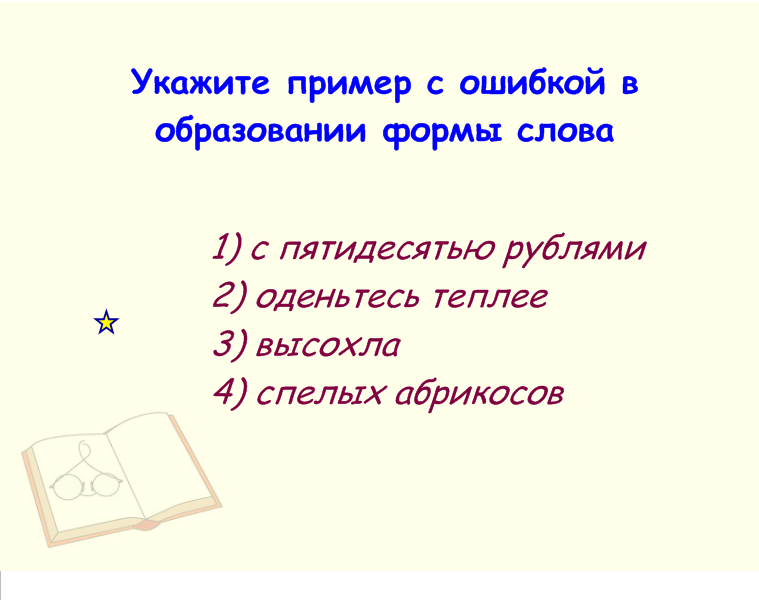 Укажите пример с ошибкой в
образовании формы слова
1) с пятидесятью рублями
2) оденьтесь теплее
3) высохла
4) спелых абрикосов